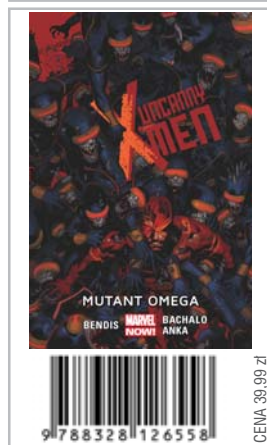 UNCANNY
X-MEN
MUTANT OMEGA
BENDIS MARVEL NOW! BACHALO ANKA
9 788328 126558
CENA 39.99 zł